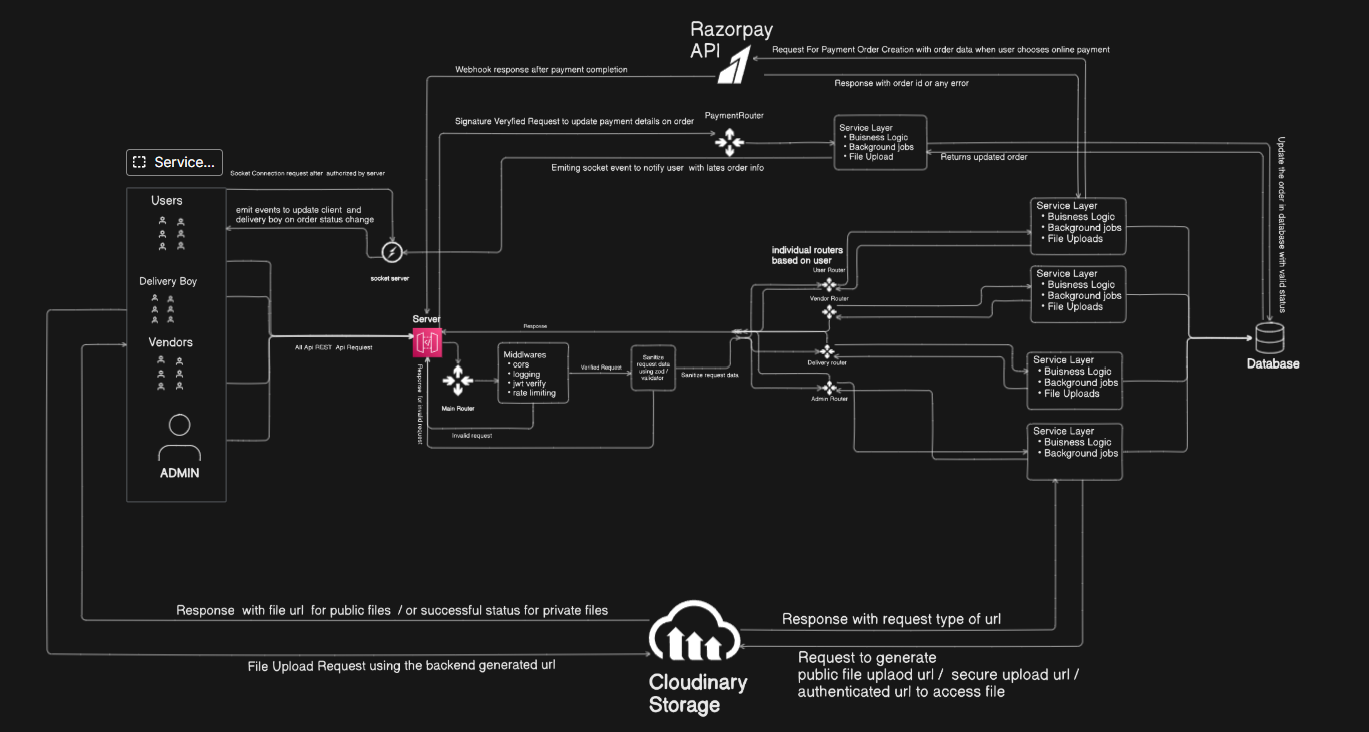 Razorpay
API
Request For Payment Order Creation with order data when user chooses online payment
Webhook response after payment completion
Response with order id or any error
Signature Veryfied Request to update payment details on order
PaymentRouter
Service Layer
• Buisness Logic
• Background jobs
• File Upload
Returns updated order
Emiting socket event to notify user with lates order info
Update the order in database with valid status
Service...
Socket Connection request after authorized by server
Users
emit events to update client and
delivery boy on order status change
socket server
Delivery Boy
Vendors
ADMIN
All Api REST Api Requiest
Server
Response
Response for invalid request
Main Router
Middlwares
• cors
• logging
• jwt verify
• rate limiting
Invalid request
Verified Request
Sanitize
request data
using zod /
validator
Sanitize request data
individual routers
based on user
User Router
Vendor Router
Delivery router
Admin Router
Service Layer
• Buisness Logic
• Background jobs
• File Uploads
Service Layer
• Buisness Logic
• Background jobs
• File Uploads
Service Layer
• Buisness Logic
• Background jobs
• File Uploads
Service Layer
• Buisness Logic
• Background jobs
Database
Response with file url for public files / or successful status for private files
File Upload Request using the backend generated url
Cloudinary
Storage
Response with request type of url
Request to generate
public file uplaod url / secure upload url /
authenticated url to access file